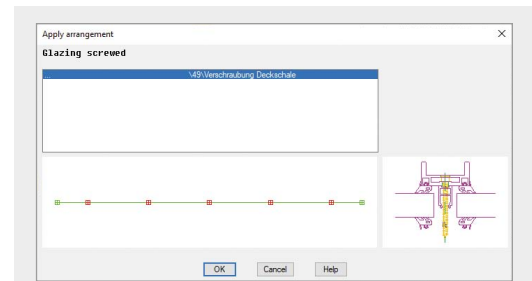 Apply arrangement
Glazing screwed
... \49\Verschraubung Deckschale
OK Cancel Help